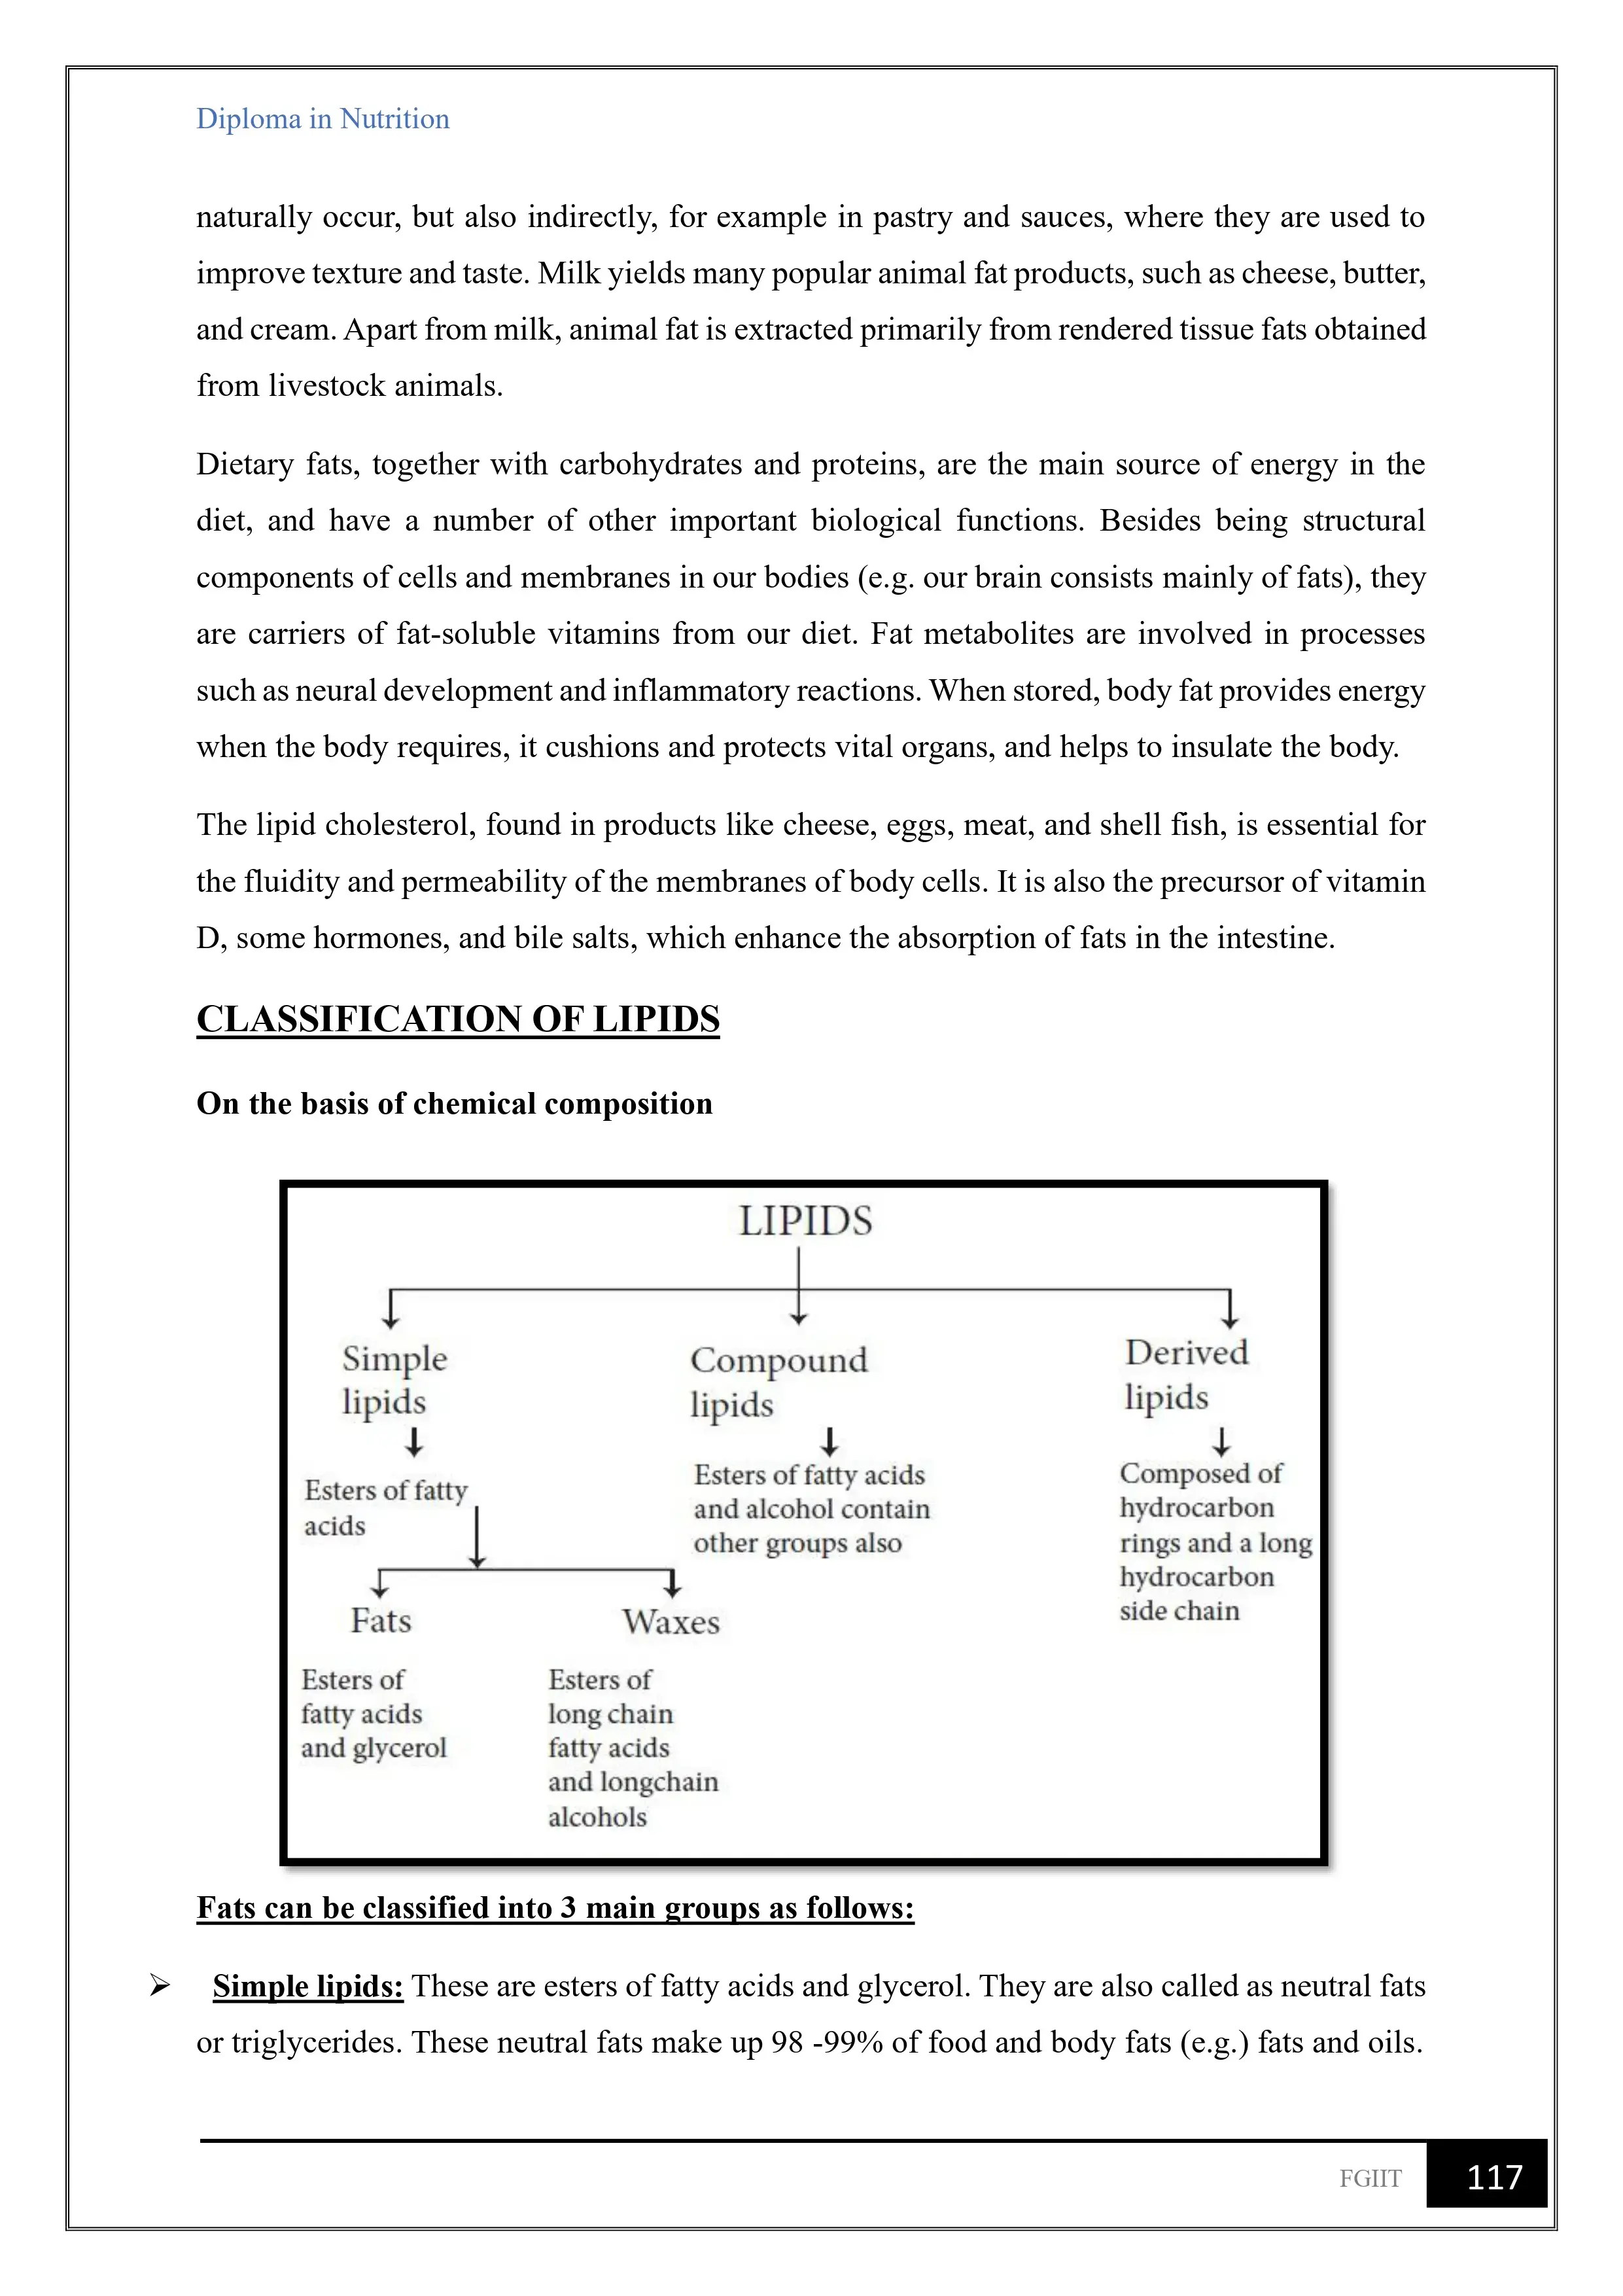 Diploma in Nutrition
naturally occur, but also indirectly, for example in pastry and sauces, where they are used to
improve texture and taste. Milk yields many popular animal fat products, such as cheese, butter,
and cream. Apart from milk, animal fat is extracted primarily from rendered tissue fats obtained
from livestock animals.
Dietary fats, together with carbohydrates and proteins, are the main source of energy in the
diet, and have a number of other important biological functions. Besides being structural
components of cells and membranes in our bodies (e.g. our brain consists mainly of fats), they
are carriers of fat-soluble vitamins from our diet. Fat metabolites are involved in processes
such as neural development and inflammatory reactions. When stored, body fat provides energy
when the body requires, it cushions and protects vital organs, and helps to insulate the body.
The lipid cholesterol, found in products like cheese, eggs, meat, and shell fish, is essential for
the fluidity and permeability of the membranes of body cells. It is also the precursor of vitamin
D, some hormones, and bile salts, which enhance the absorption of fats in the intestine.
CLASSIFICATION OF LIPIDS
On the basis of chemical composition
LIPIDS
Simple
lipids
Esters of fatty
acids
Fats
Esters of
fatty acids
and glycerol
Waxes
Esters of
long chain
fatty acids
and longchain
alcohols
Compound
lipids
Esters of fatty acids
and alcohol contain
other groups also
Derived
lipids
Composed of
hydrocarbon
rings and a long
hydrocarbon
side chain
Fats can be classified into 3 main groups as follows:
➢ Simple lipids: These are esters of fatty acids and glycerol. They are also called as neutral fats
or triglycerides. These neutral fats make up 98 -99% of food and body fats (e.g.) fats and oils.
FGIIT
117